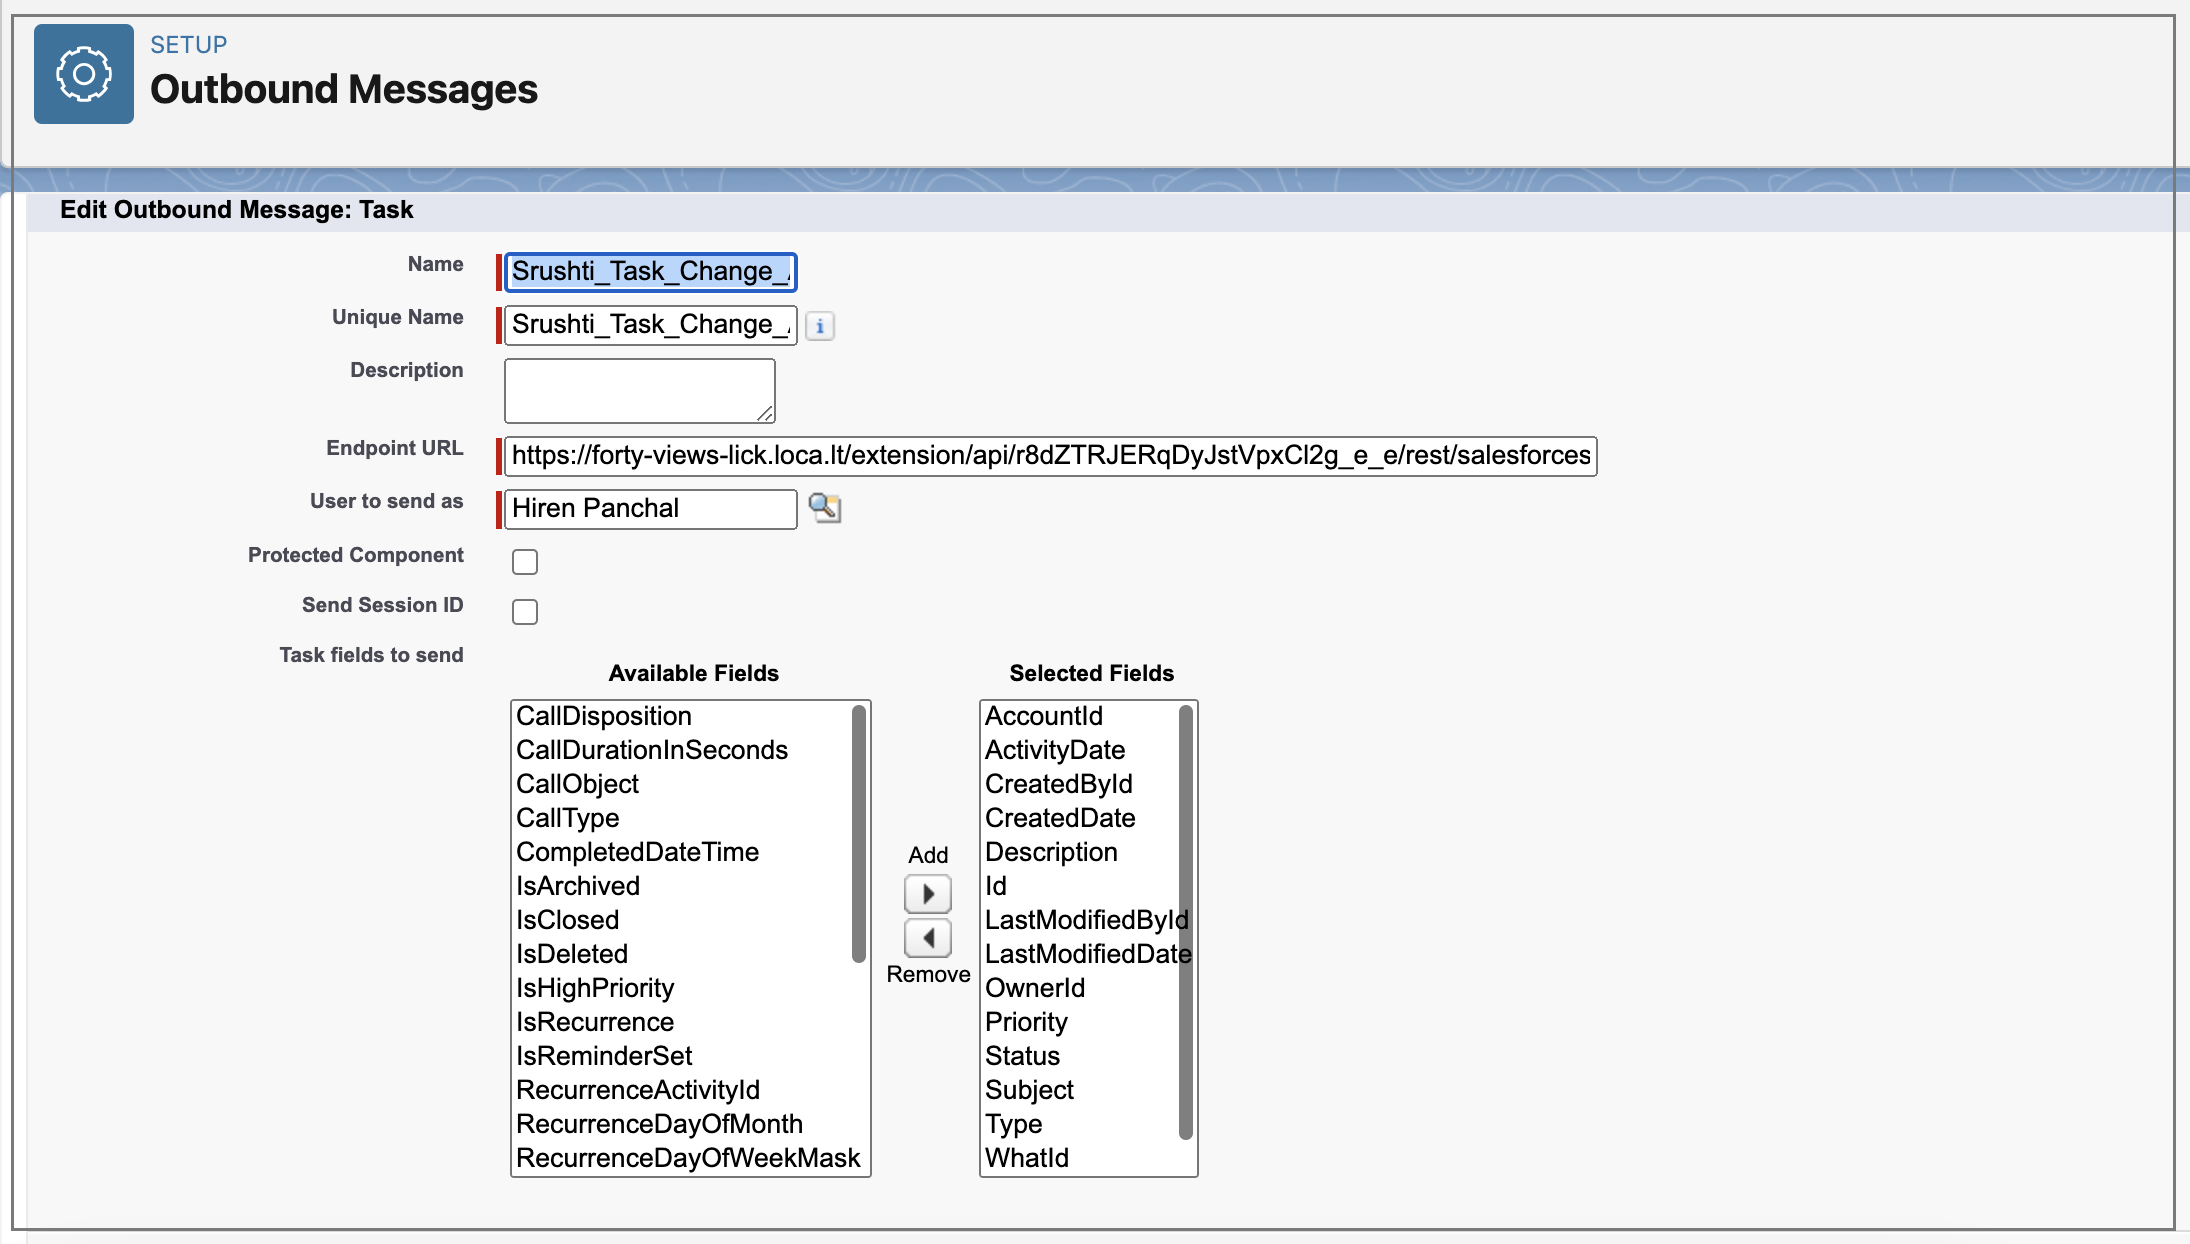 SETUP
Outbound Messages
Edit Outbound Message: Task
Name
Srushti_Task_Change_
Unique Name
Srushti_Task_Change_
i
Description
Endpoint URL
https://forty-views-lick.loca.lt/extension/api/r8dZTRJERqDyJstVpxCl2g_e_e/rest/salesforces
User to send as
Hiren Panchal
Protected Component
Send Session ID
Task fields to send
Available Fields
CallDisposition
CallDurationInSeconds
CallObject
CallType
CompletedDateTime
IsArchived
IsClosed
IsDeleted
IsHighPriority
IsRecurrence
IsReminderSet
RecurrenceActivityId
RecurrenceDayOfMonth
RecurrenceDayOfWeekMask
Add
Remove
Selected Fields
AccountId
ActivityDate
CreatedById
CreatedDate
Description
Id
LastModifiedById
LastModifiedDate
OwnerId
Priority
Status
Subject
Type
WhatId